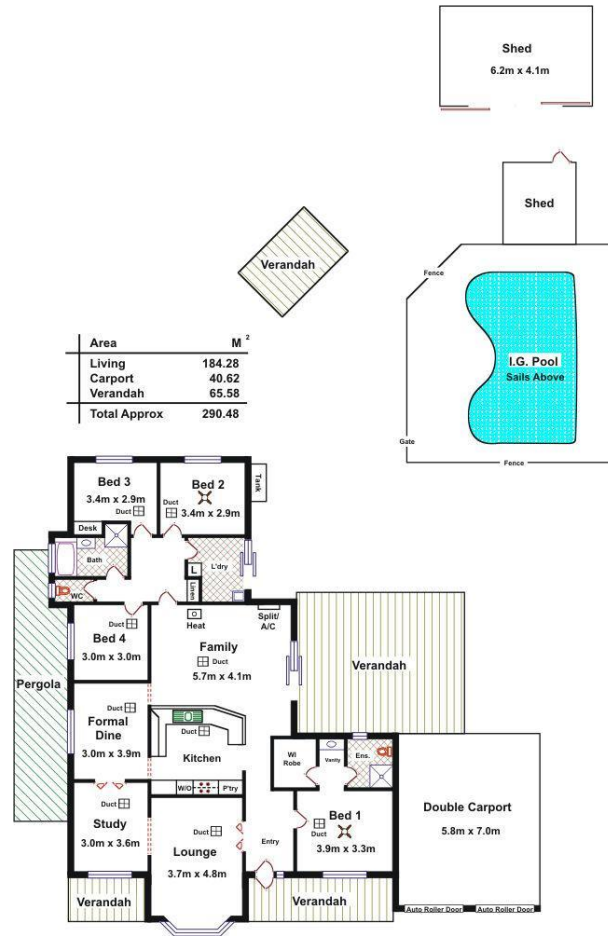 Shed
6.2m x 4.1m
Shed
Verandah
Fence
I.G. Pool
Sails Above
Gate
Fence
Area M 2
Living 184.28
Carport 40.62
Verandah 65.58
Total Approx 290.48
Bed 3
3.4m x 2.9m
Duct
Bed 2
3.4m x 2.9m
Duct
Tank
Desk
Bath
L'dry
L
Linen
WC
Heat
Split/
A/C
Duct
Bed 4
3.0m x 3.0m
Family
Duct
5.7m x 4.1m
Verandah
Pergola
Duct
Formal
Dine
3.0m x 3.9m
Duct
Kitchen
WI
Robe
Vanity
Ens.
W/O
P'try
Duct
Study
3.0m x 3.6m
Duct
Lounge
3.7m x 4.8m
Entry
Bed 1
Duct
3.9m x 3.3m
Double Carport
5.8m x 7.0m
Verandah
Verandah
Auto Roller Door
Auto Roller Door